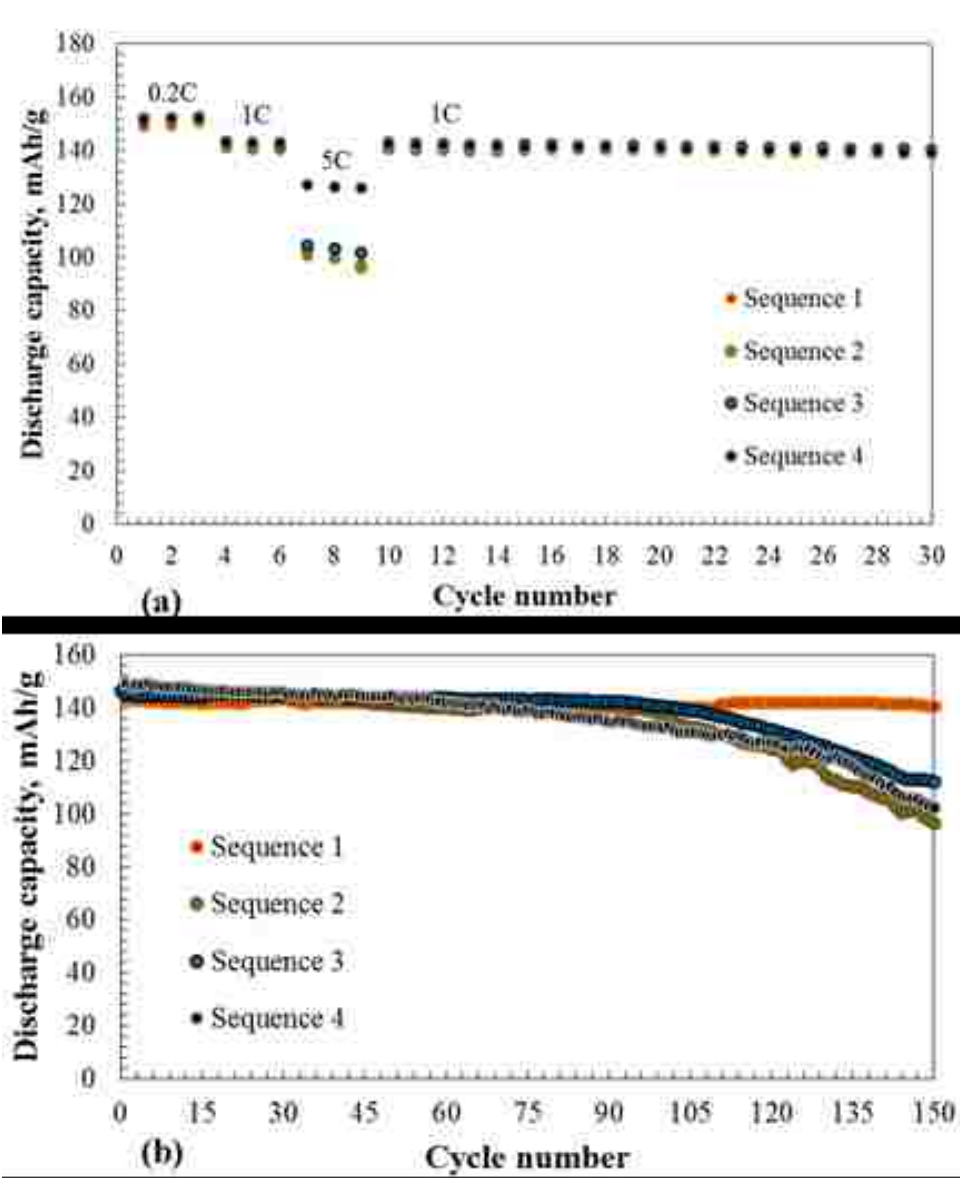 180
160
140
120
100
80
60
40
20
0
Discharge capacity, mAh/g
0.2C
1C
5C
1C
Sequence 1
Sequence 2
Sequence 3
Sequence 4
0 2 4 6 8 10 12 14 16 18 20 22 24 26 28 30
(a) Cycle number
160
140
120
100
80
60
40
20
0
Discharge capacity, mAh/g
Sequence 1
Sequence 2
Sequence 3
Sequence 4
0 15 30 45 60 75 90 105 120 135 150
(b) Cycle number